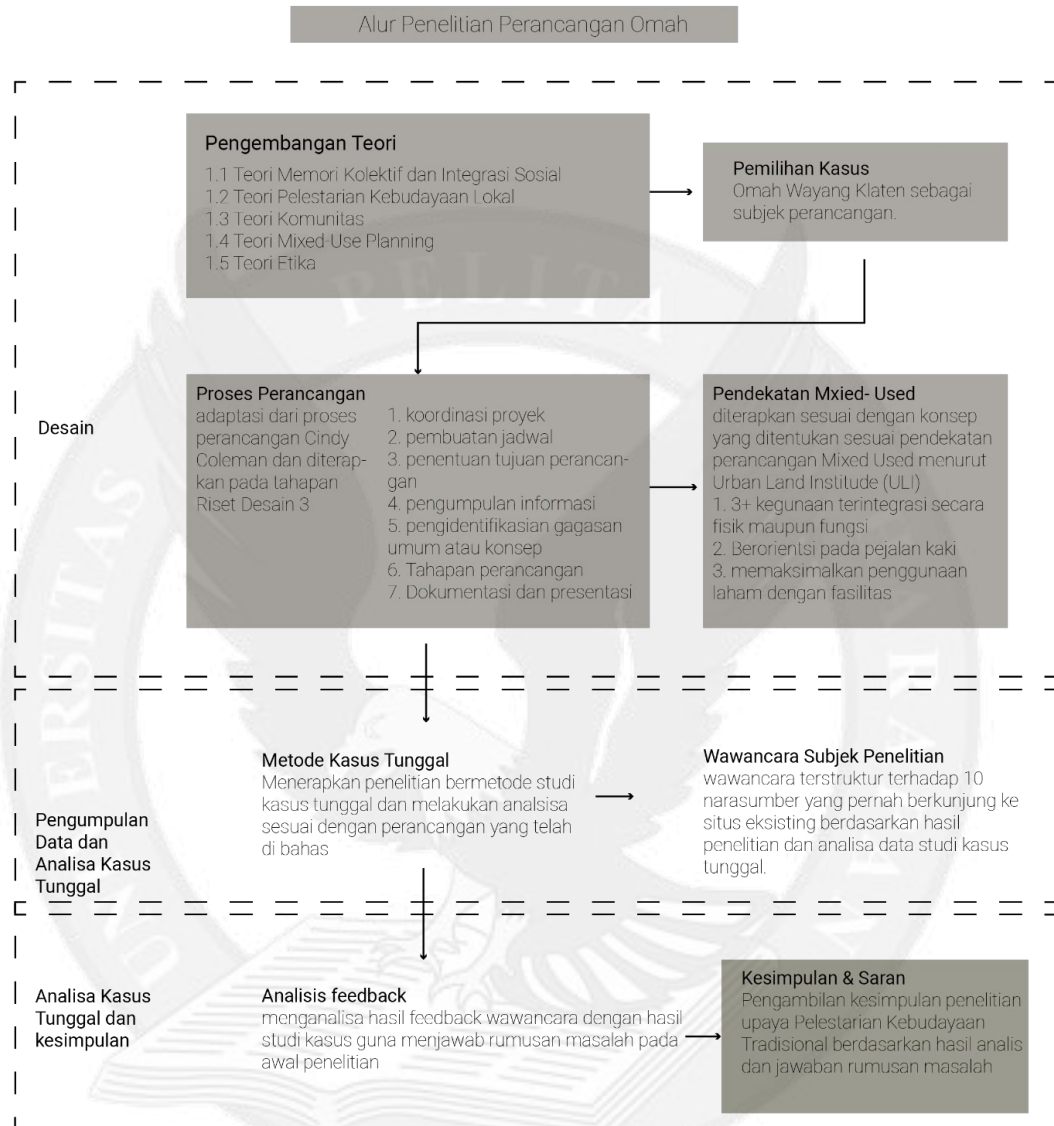 Alur Penelitian Perancangan Omah
Pengembangan Teori
1.1 Teori Memori Kolektif dan Integrasi Sosial
1.2 Teori Pelestarian Kebudayaan Lokal
1.3 Teori Komunitas
1.4 Teori Mixed-Use Planning
1.5 Teori Etika
Pemilihan Kasus
Omah Wayang Klaten sebagai
subjek perancangan.
Desain
Proses Perancangan
adaptasi dari proses
perancangan Cindy
Coleman dan diterap-
kan pada tahapan
Riset Desain 3
1. koordinasi proyek
2. pembuatan jadwal
3. penentuan tujuan perancan-
gan
4. pengumpulan informasi
5. pengidentifikasian gagasan
umum atau konsep
6. Tahapan perancangan
7. Dokumentasi dan presentasi
Pendekatan Mxied- Used
diterapkan sesuai dengan konsep
yang ditentukan sesuai pendekatan
perancangan Mixed Used menurut
Urban Land Institude (ULI)
1. 3+ kegunaan terintegrasi secara
fisik maupun fungsi
2. Berorientsi pada pejalan kaki
3. memaksimalkan penggunaan
laham dengan fasilitas
Pengumpulan
Data dan
Analisa Kasus
Tunggal
Metode Kasus Tunggal
Menerapkan penelitian bermetode studi
kasus tunggal dan melakukan analsisa
sesuai dengan perancangan yang telah
di bahas
Wawancara Subjek Penelitian
wawancara terstruktur terhadap 10
narasumber yang pernah berkunjung ke
situs eksisting berdasarkan hasil
penelitian dan analisa data studi kasus
tunggal.
Analisa Kasus
Tunggal dan
kesimpulan
Analisis feedback
menganalisa hasil feedback wawancara dengan hasil
studi kasus guna menjawab rumusan masalah pada
awal penelitian
Kesimpulan & Saran
Pengambilan kesimpulan penelitian
upaya Pelestarian Kebudayaan
Tradisional berdasarkan hasil analis
dan jawaban rumusan masalah
UNIVERSITAS PELITA HARAPAN